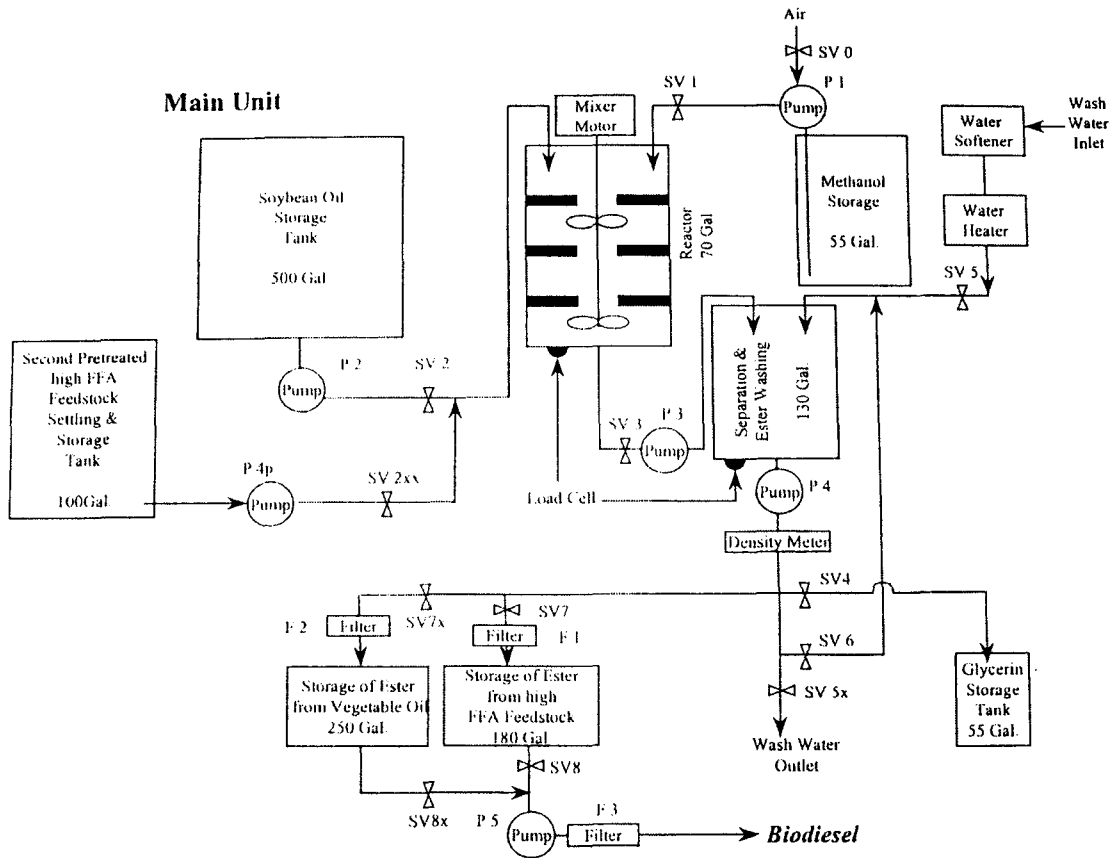 Air
SV 0
P 1
Pump
SV 1
Main Unit
Mixer
Motor
Water
Softener
Wash
Water
Inlet
Soybean Oil
Storage
Tank
500 Gal
Reactor
70 Gal
Methanol
Storage
55 Gal.
Water
Heater
SV 5
Second Pretreated
high FFA
Feedstock
Settling &
Storage
Tank
100Gal.
P 2
Pump
SV 2
P 4p
Pump
SV 2xx
SV 3
P 3
Pump
Separation &
Ester Washing
130 Gal.
Load Cell
P 4
Pump
Density Meter
SV4
SV7x
SV7
F 2
Filter
Filter
F 1
SV 6
Storage of Ester
from Vegetable Oil
250 Gal.
Storage of Ester
from high
FFA Feedstock
180 Gal
SV 5x
Wash Water
Outlet
Glycerin
Storage
Tank
55 Gal.
SV8
SV8x
P 5
Pump
F 3
Filter
Biodiesel